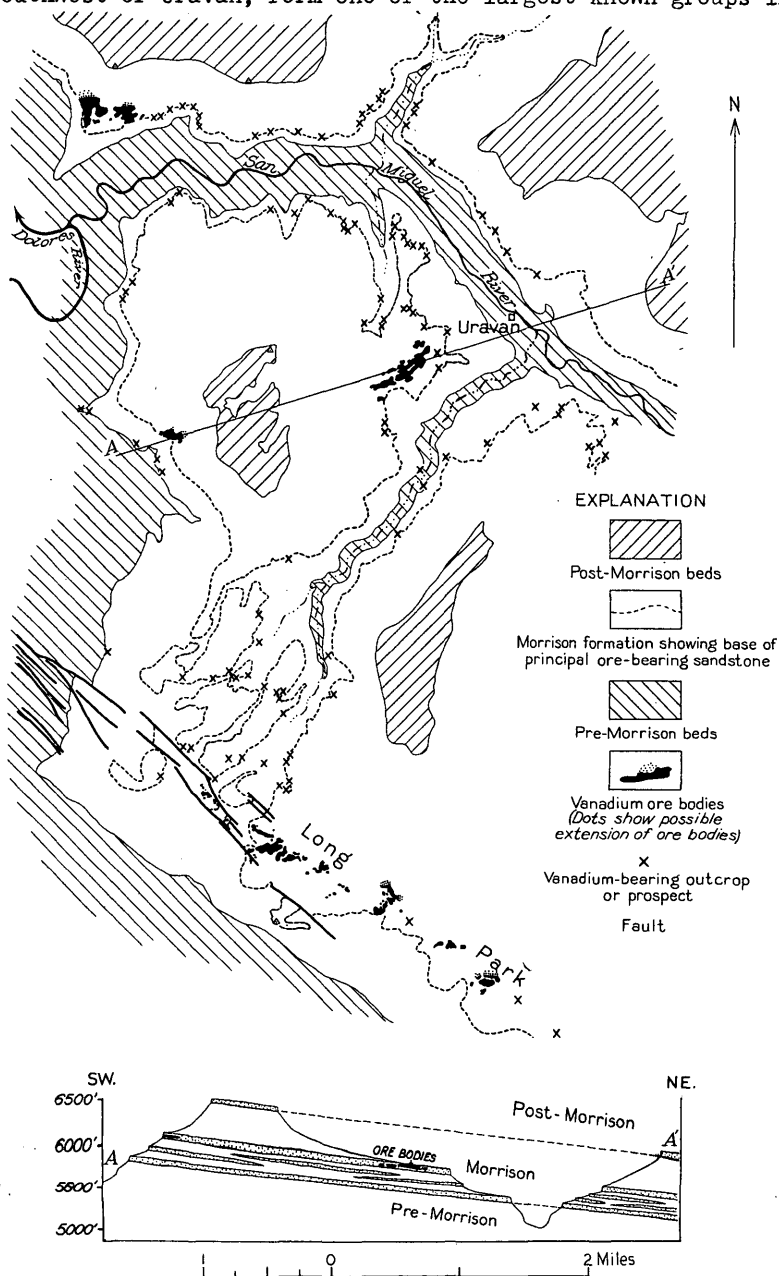 outhwest of Uravan, form one of the largest known groups i
N
San
Miguel
River
Dolores
River
Uravan
A'
A
EXPLANATION
Post-Morrison beds
Morrison formation showing base of
principal ore-bearing sandstone
Pre-Morrison beds
Vanadium ore bodies
(Dots show possible
extension of ore bodies)
x
Vanadium-bearing outcrop
or prospect
Fault
Long
Park
SW.
NE.
6500'
Post-Morrison
6000'
A'
ORE BODIES
A
Morrison
5800'
Pre-Morrison
5000'
1 0 2 Miles